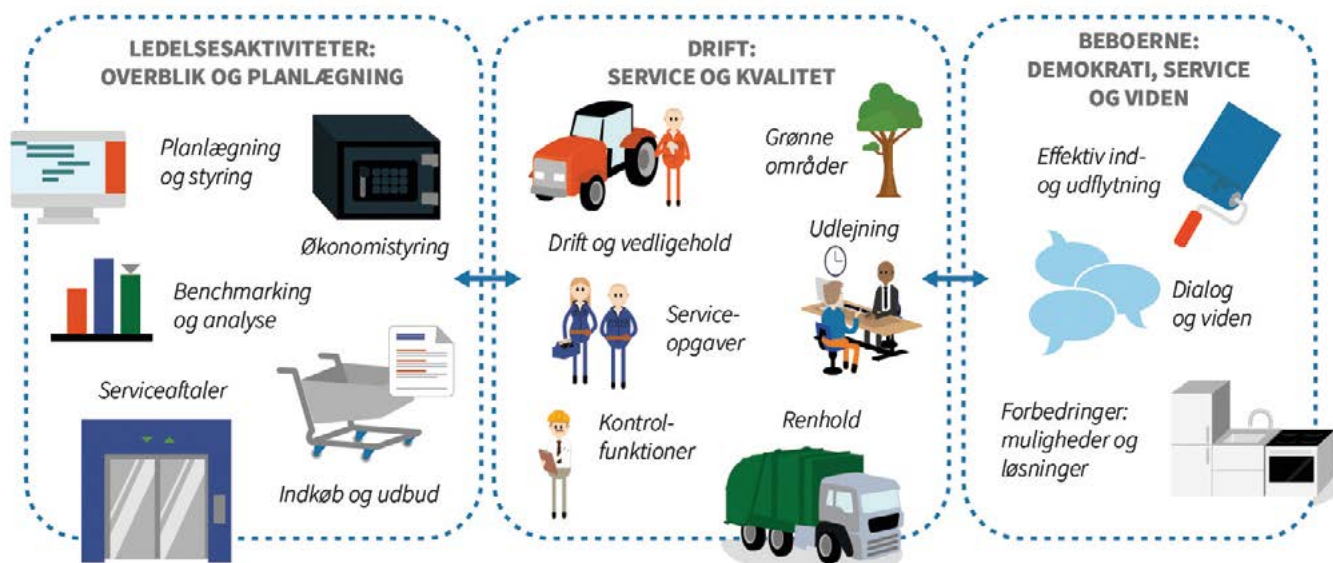 LEDELSESAKTIVITETER:
OVERBLIK OG PLANLÆGNING
Planlægning
og styring
Økonomistyring
Benchmarking
og analyse
Serviceaftaler
Indkøb og udbud
DRIFT:
SERVICE OG KVALITET
Grønne
områder
Drift og vedligehold
Udlejning
Service-
opgaver
Kontrol-
funktioner
Renhold
BEBOERNE:
DEMOKRATI, SERVICE
OG VIDEN
Effektiv ind-
og udflytning
Dialog
og viden
Forbedringer:
muligheder og
løsninger